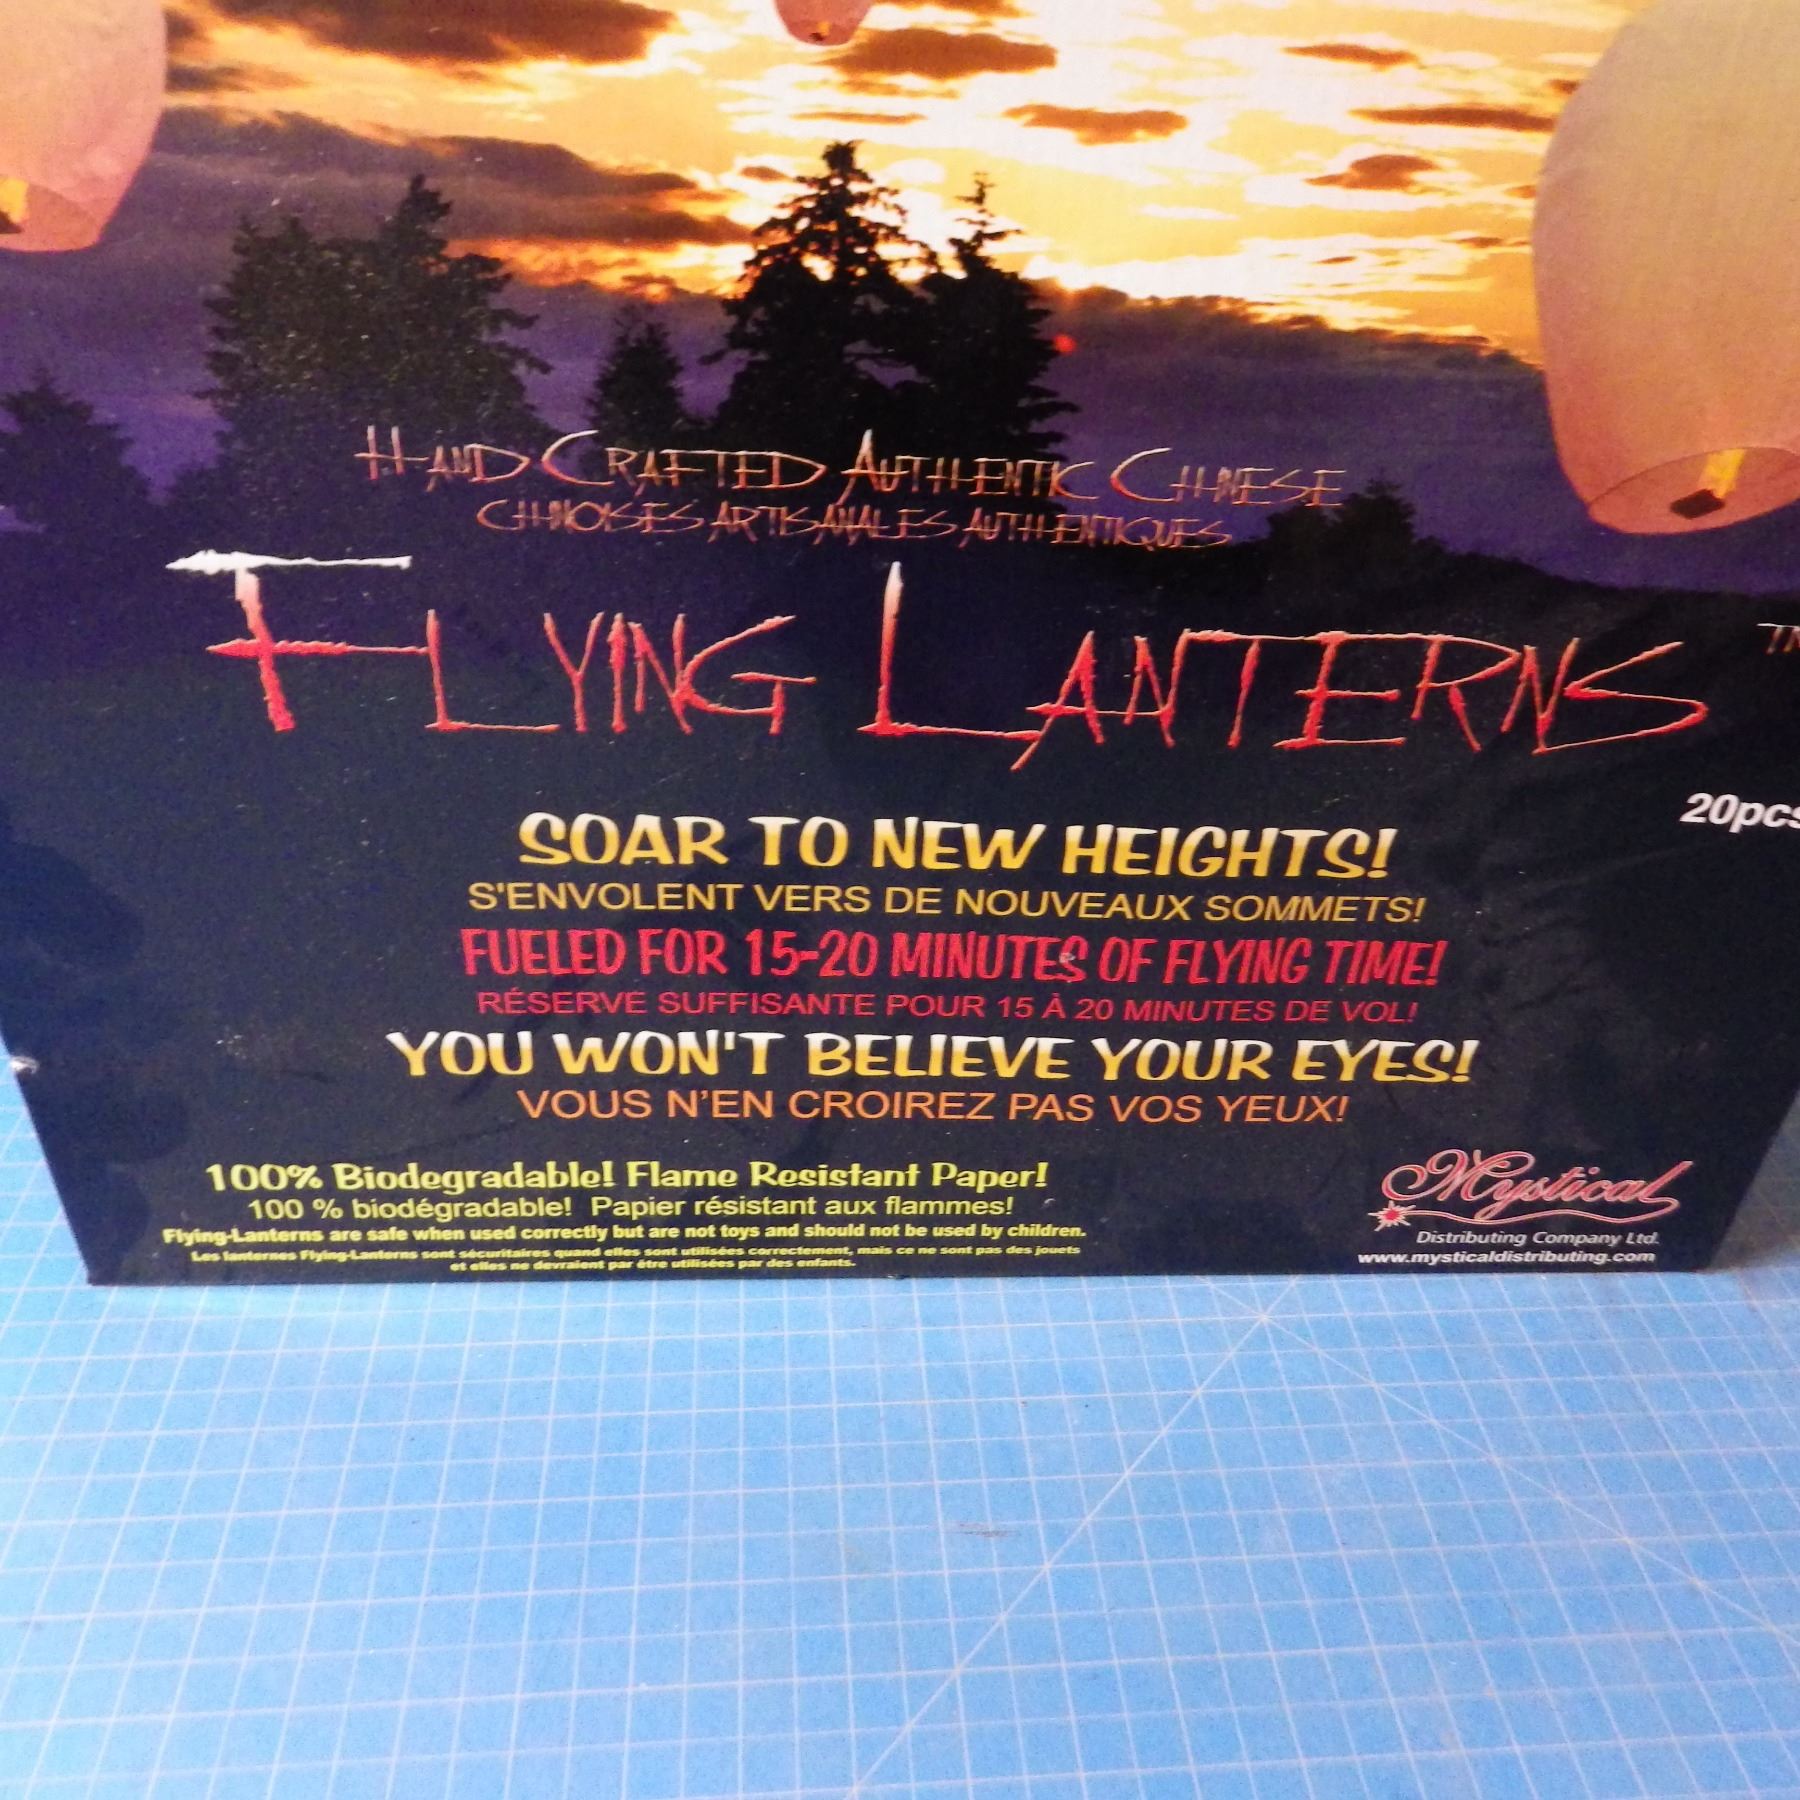 HAND CRAFTED AUTHENTIC CHINESE
CHINOISES ARTISANALES AUTHENTIQUES
FLYING LANTERNS
TM
20pcs
SOAR TO NEW HEIGHTS!
S'ENVOLENT VERS DE NOUVEAUX SOMMETS!
FUELED FOR 15-20 MINUTES OF FLYING TIME!
RÉSERVE SUFFISANTE POUR 15 À 20 MINUTES DE VOL!
YOU WON'T BELIEVE YOUR EYES!
VOUS N'EN CROIREZ PAS VOS YEUX!
100% Biodegradable! Flame Resistant Paper!
100 % biodégradable! Papier résistant aux flammes!
Flying-Lanterns are safe when used correctly but are not toys and should not be used by children.
Les lanternes Flying-Lanterns sont sécuritaires quand elles sont utilisées correctement, mais ce ne sont pas des jouets
et elles ne devraient par être utilisées par des enfants.
Mystical
Distributing Company Ltd.
www.mysticaldistributing.com